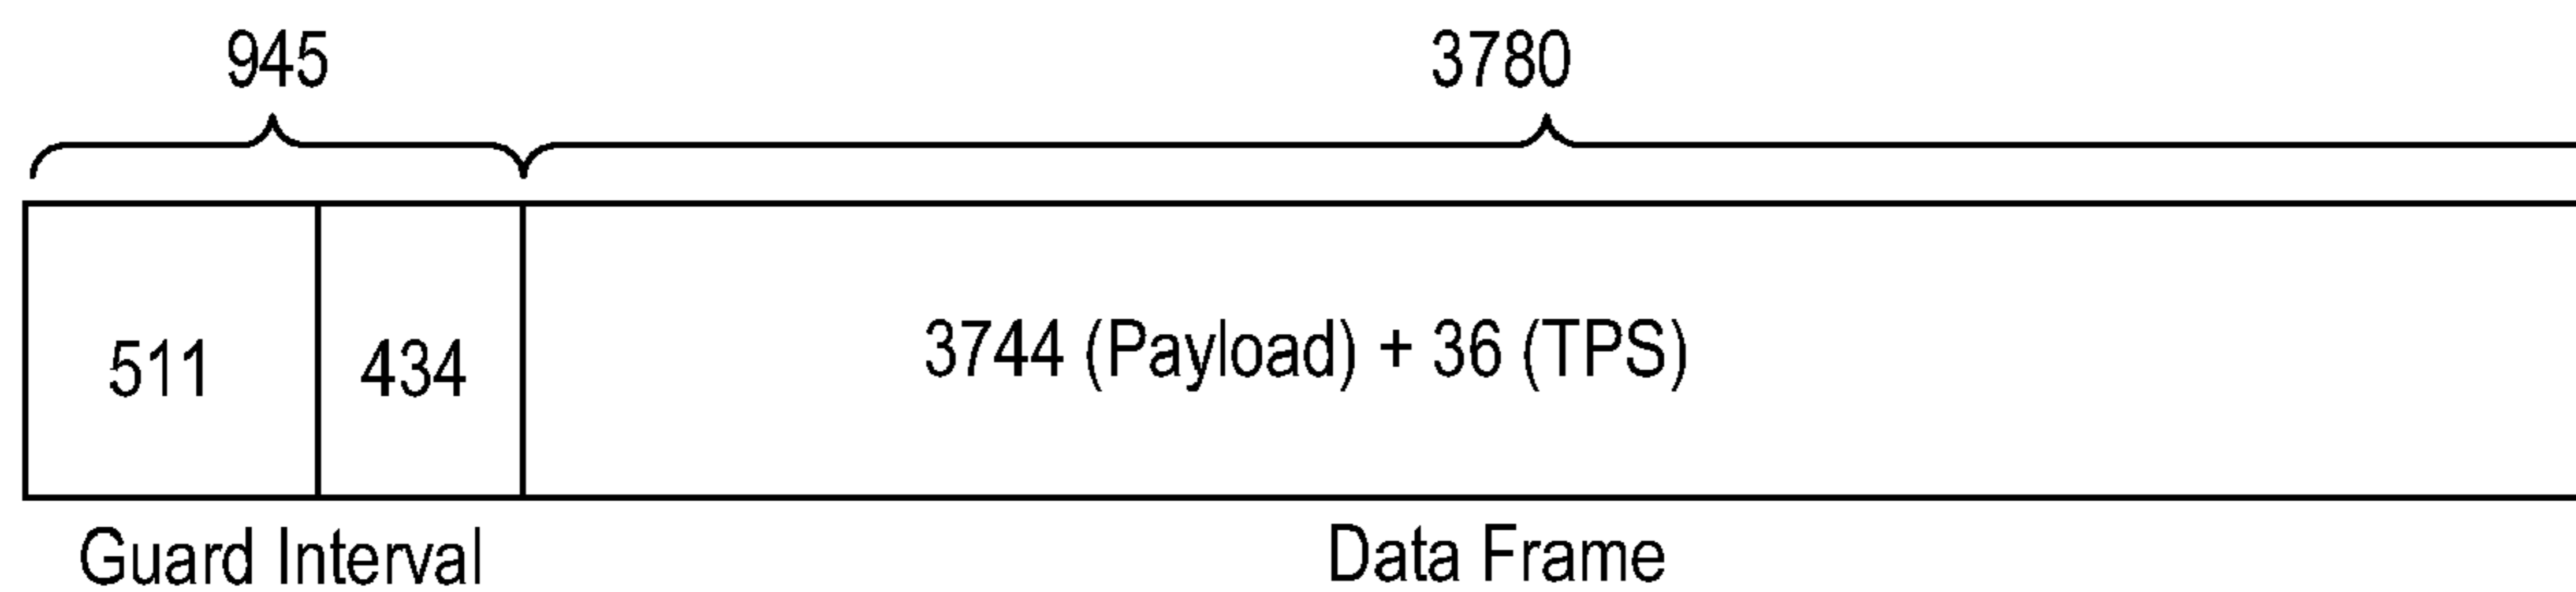 945 3780
511 434 3744 (Payload) + 36 (TPS)
Guard Interval Data Frame